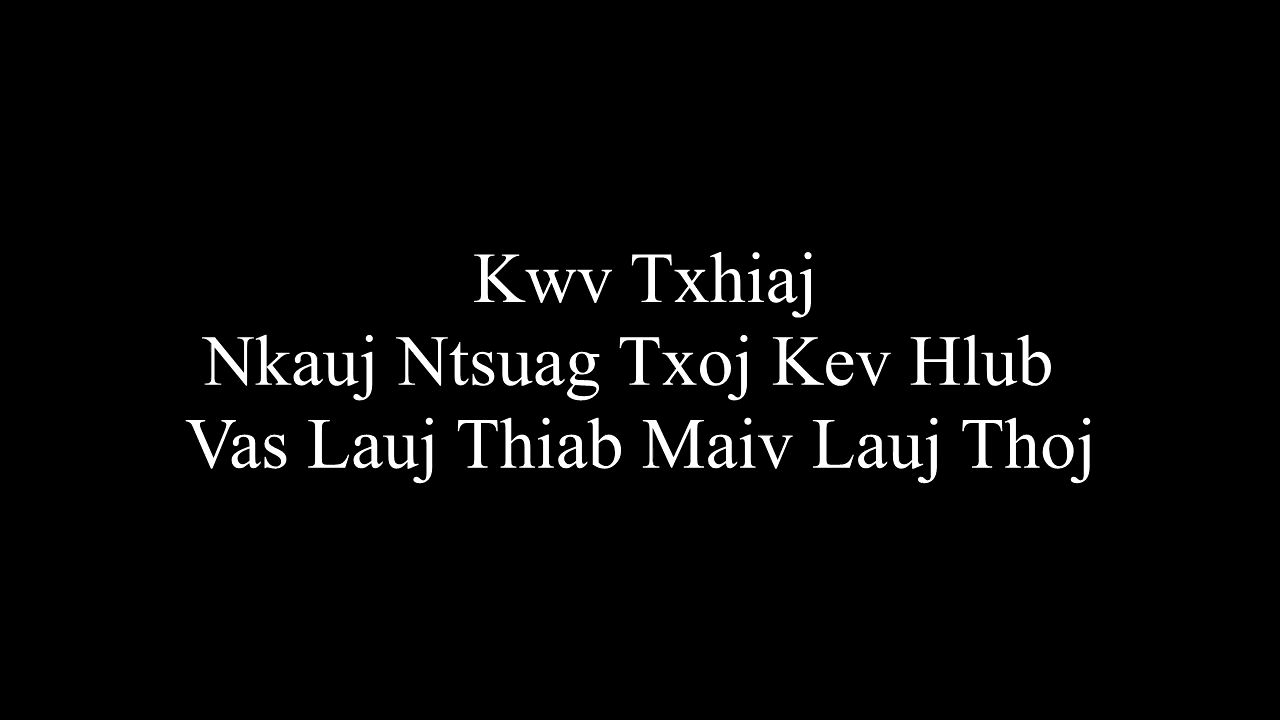 Kwv Txhiaj
Nkauj Ntsuag Txoj Kev Hlub
Vas Lauj Thiab Maiv Lauj Thoj